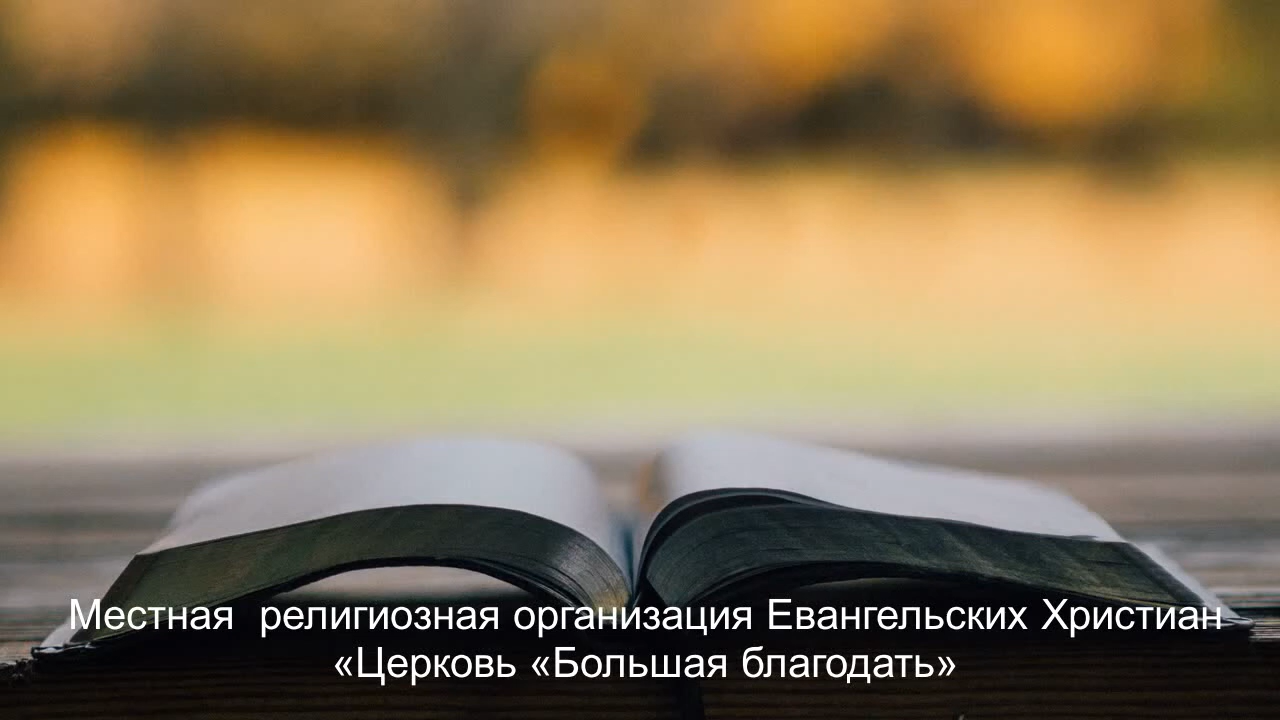 Местная  религиозная организация Евангельских Христиан
«Церковь «Большая благодать»